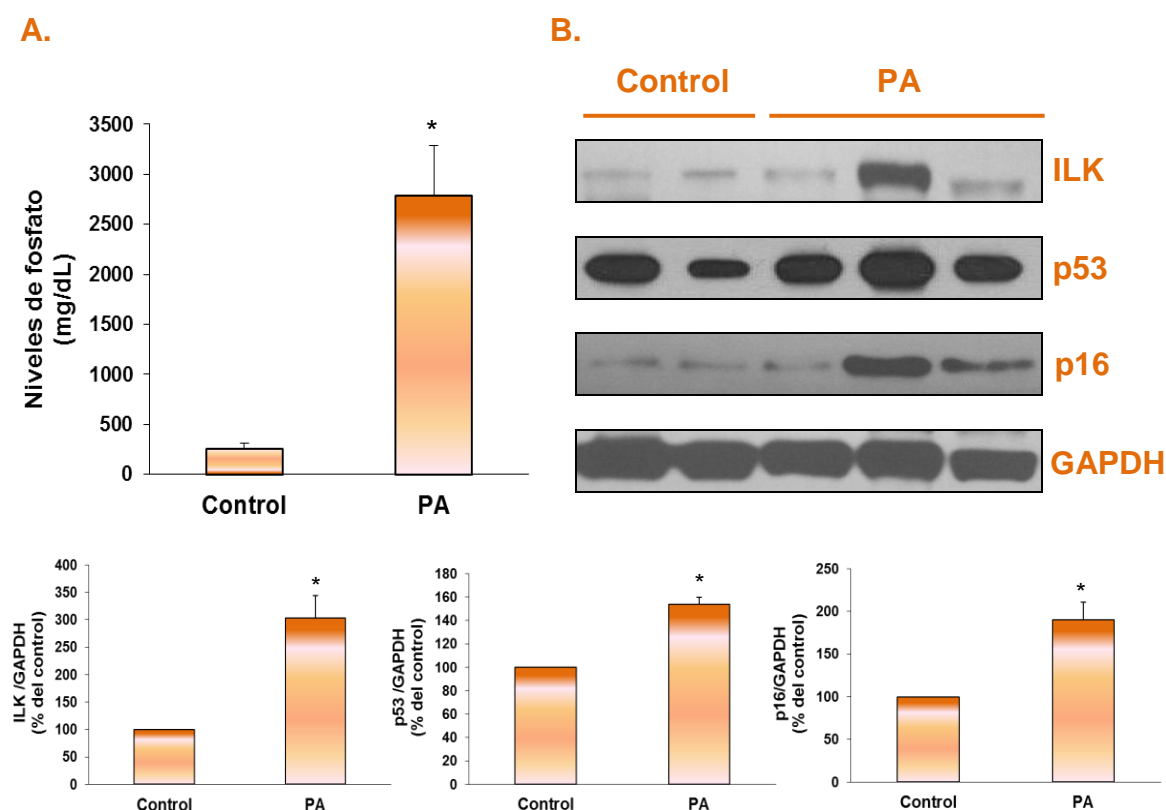 A.
B.
Control
PA
Niveles de fosfato
(mg/dL)
3500
3000
2500
2000
1500
1000
500
0
*
Control
PA
ILK
p53
p16
GAPDH
ILK /GAPDH
(% del control)
400
350
300
250
200
150
100
50
0
*
Control
PA
p53 /GAPDH
(% del control)
180
160
140
120
100
80
60
40
20
0
*
Control
PA
p16/GAPDH
(% del control)
250
200
150
100
50
0
*
Control
PA